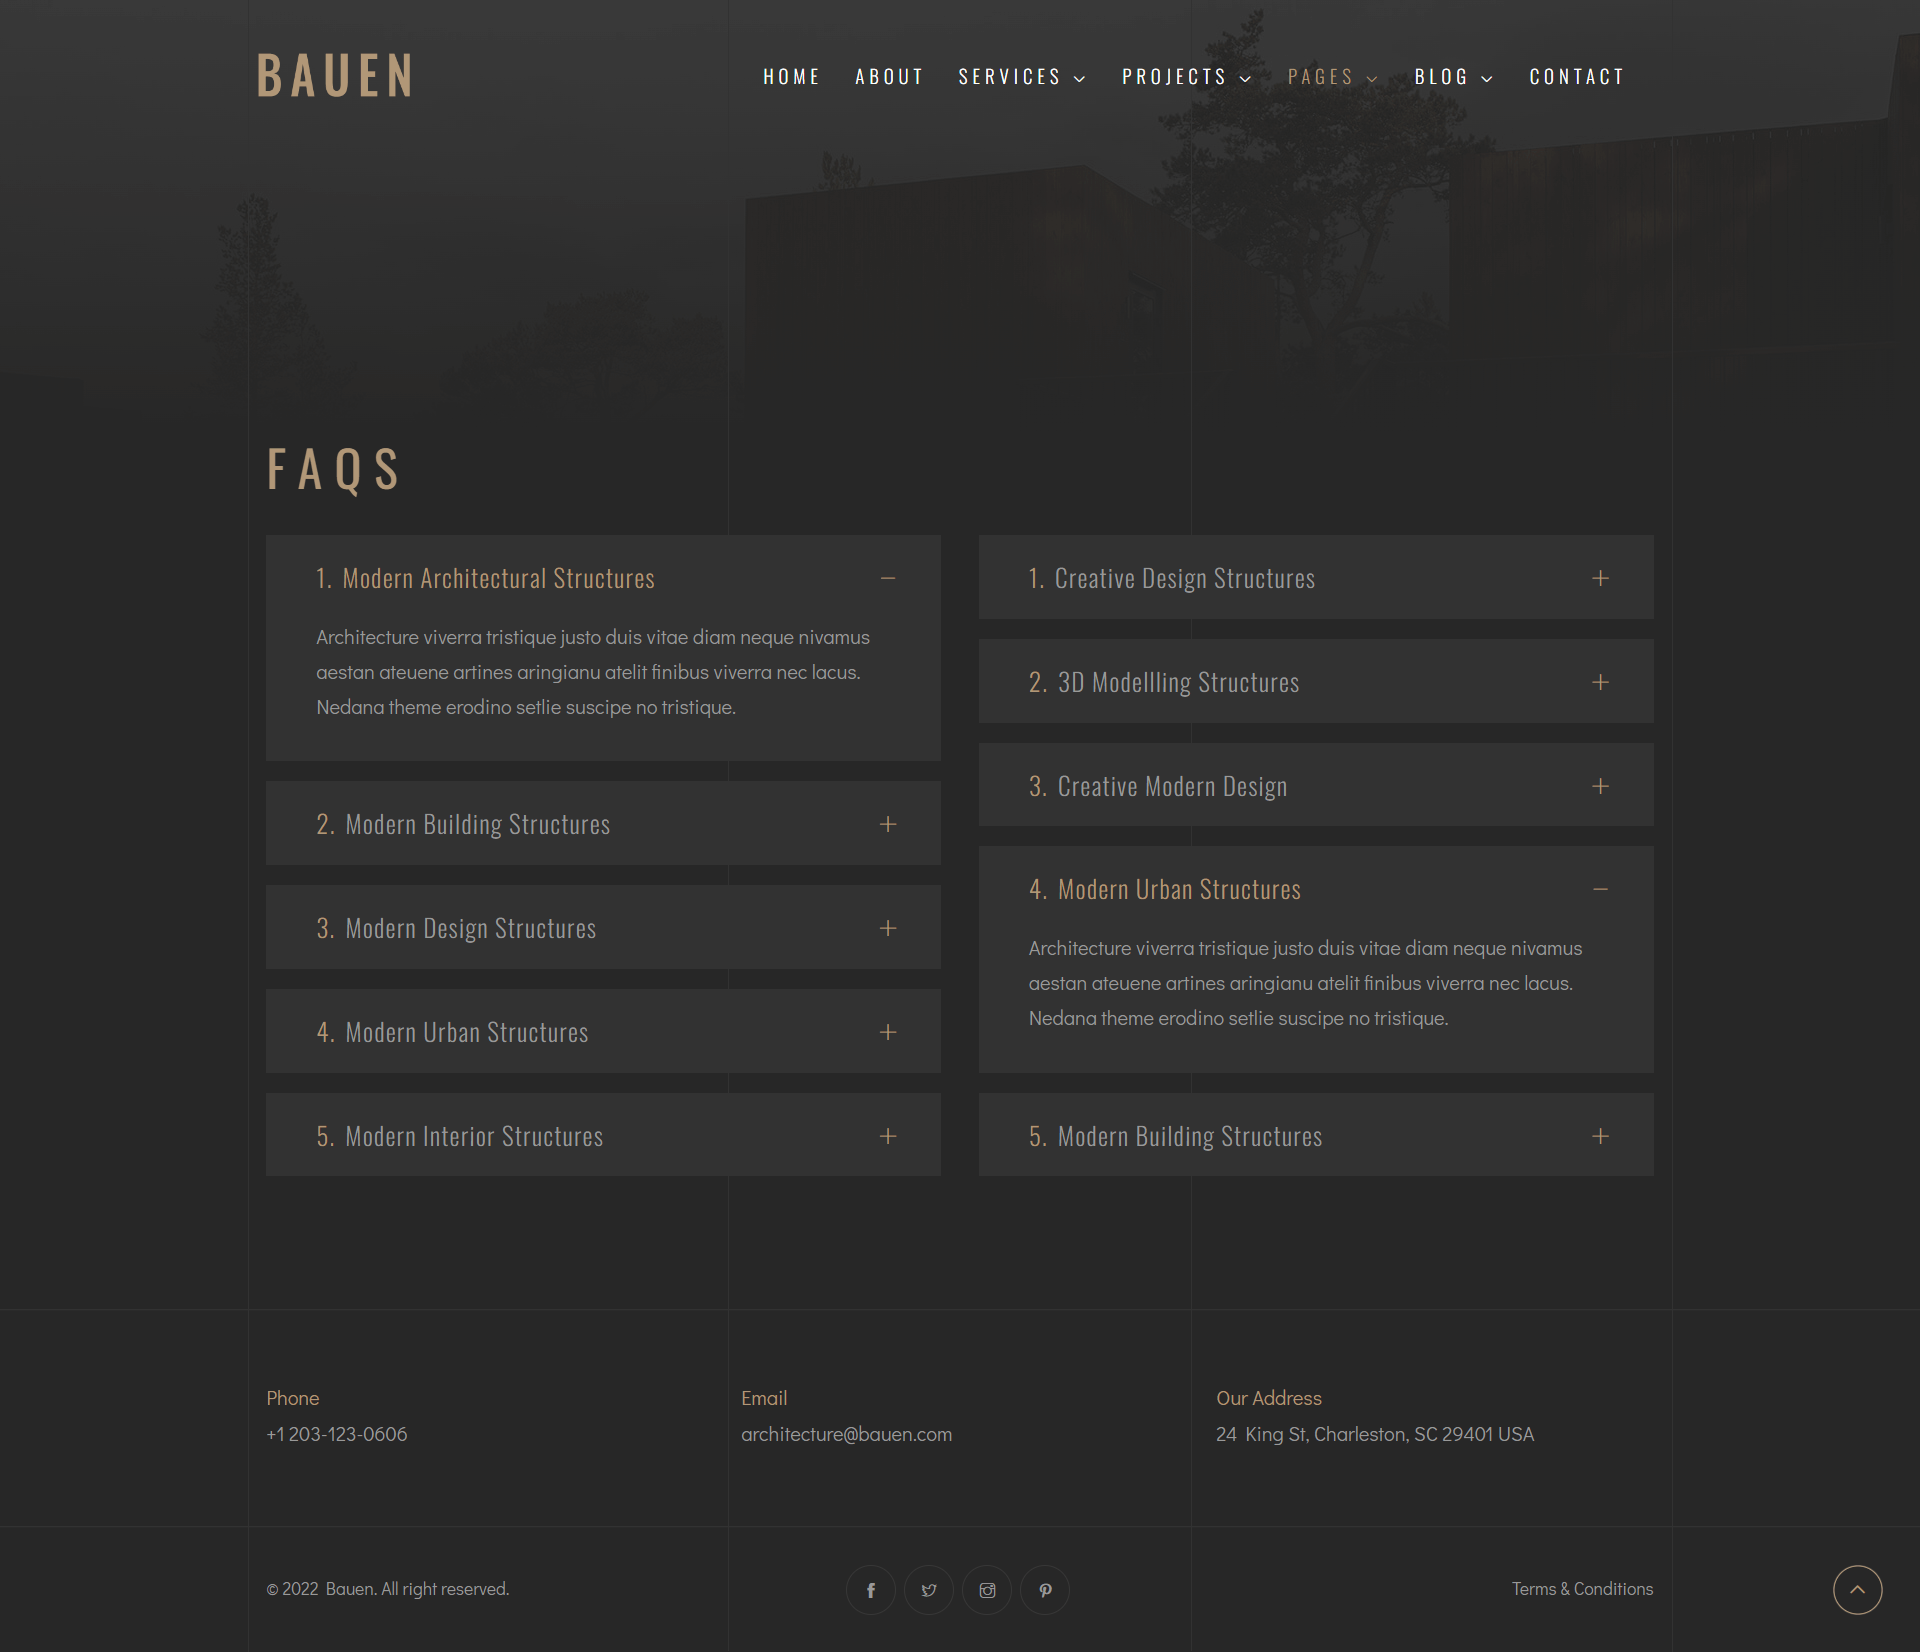 BAUEN
HOME ABOUT SERVICES PROJECTS PAGES BLOG CONTACT
FAQS
1. Modern Architectural Structures
Architecture viverra tristique justo duis vitae diam neque nivamus
aestan ateuene artines aringianu atelit finibus viverra nec lacus.
Nedana theme erodino setlie suscipe no tristique.
2. Modern Building Structures
3. Modern Design Structures
4. Modern Urban Structures
5. Modern Interior Structures
1. Creative Design Structures
2. 3D Modellling Structures
3. Creative Modern Design
4. Modern Urban Structures
Architecture viverra tristique justo duis vitae diam neque nivamus
aestan ateuene artines aringianu atelit finibus viverra nec lacus.
Nedana theme erodino setlie suscipe no tristique.
5. Modern Building Structures
Phone
+1 203-123-0606
Email
architecture@bauen.com
Our Address
24 King St, Charleston, SC 29401 USA
© 2022 Bauen. All right reserved.
Terms & Conditions